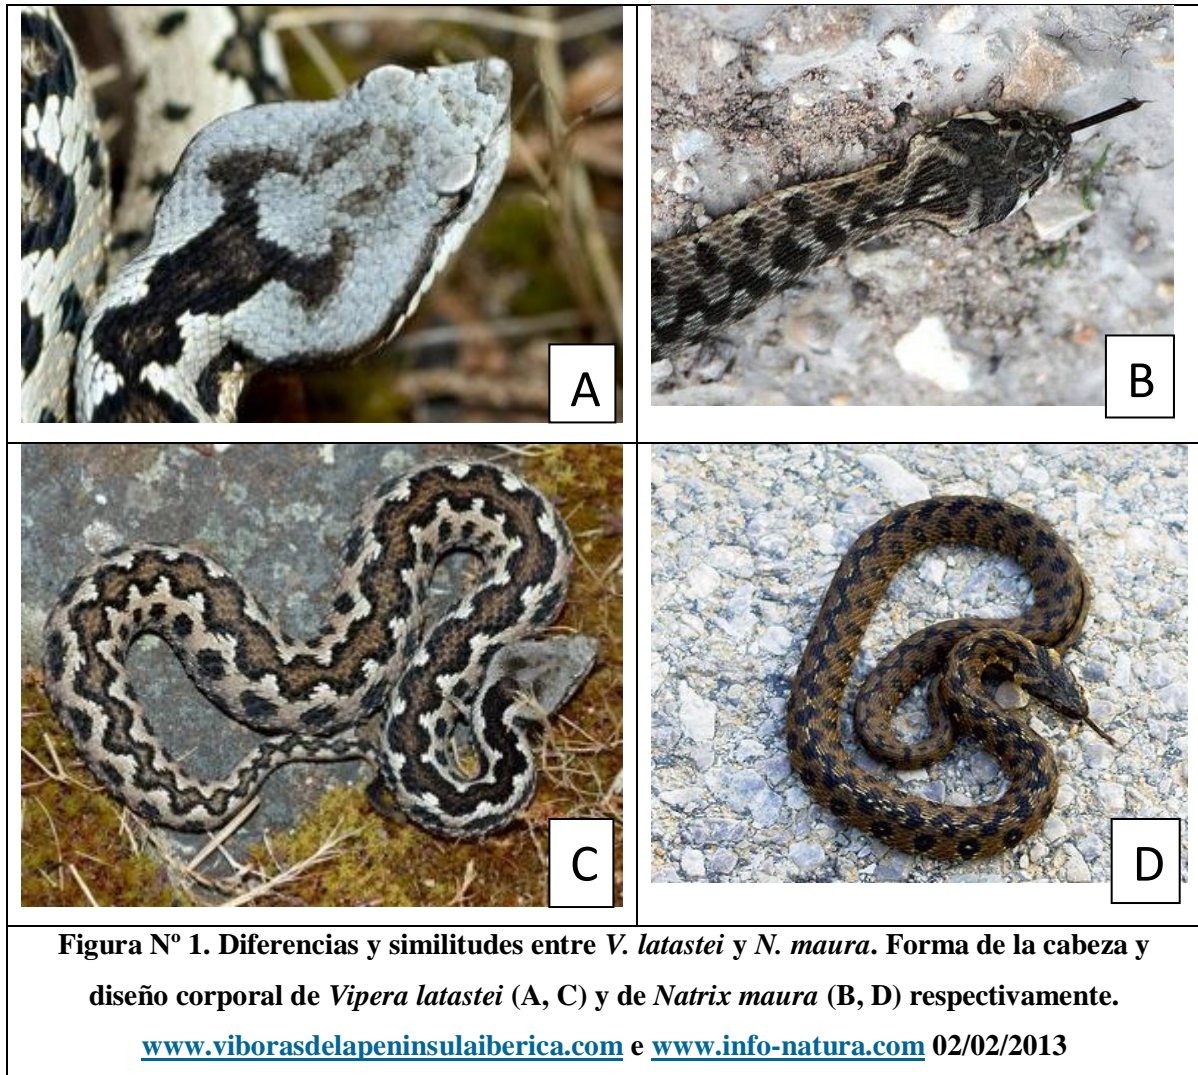 A
B
C
D
Figura Nº 1. Diferencias y similitudes entre V. latastei y N. maura. Forma de la cabeza y
diseño corporal de Vipera latastei (A, C) y de Natrix maura (B, D) respectivamente.
www.viborasdelapeninsulaiberica.com e www.info-natura.com 02/02/2013